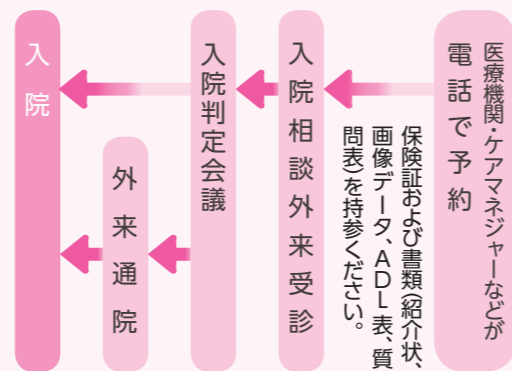 医療機関・ケアマネジャーなどが
電話で予約
保険証および書類(紹介状、
画像データ、ADL表、質
問表)を持参ください。
入院相談外来受診
入院判定会議
外来通院
入院